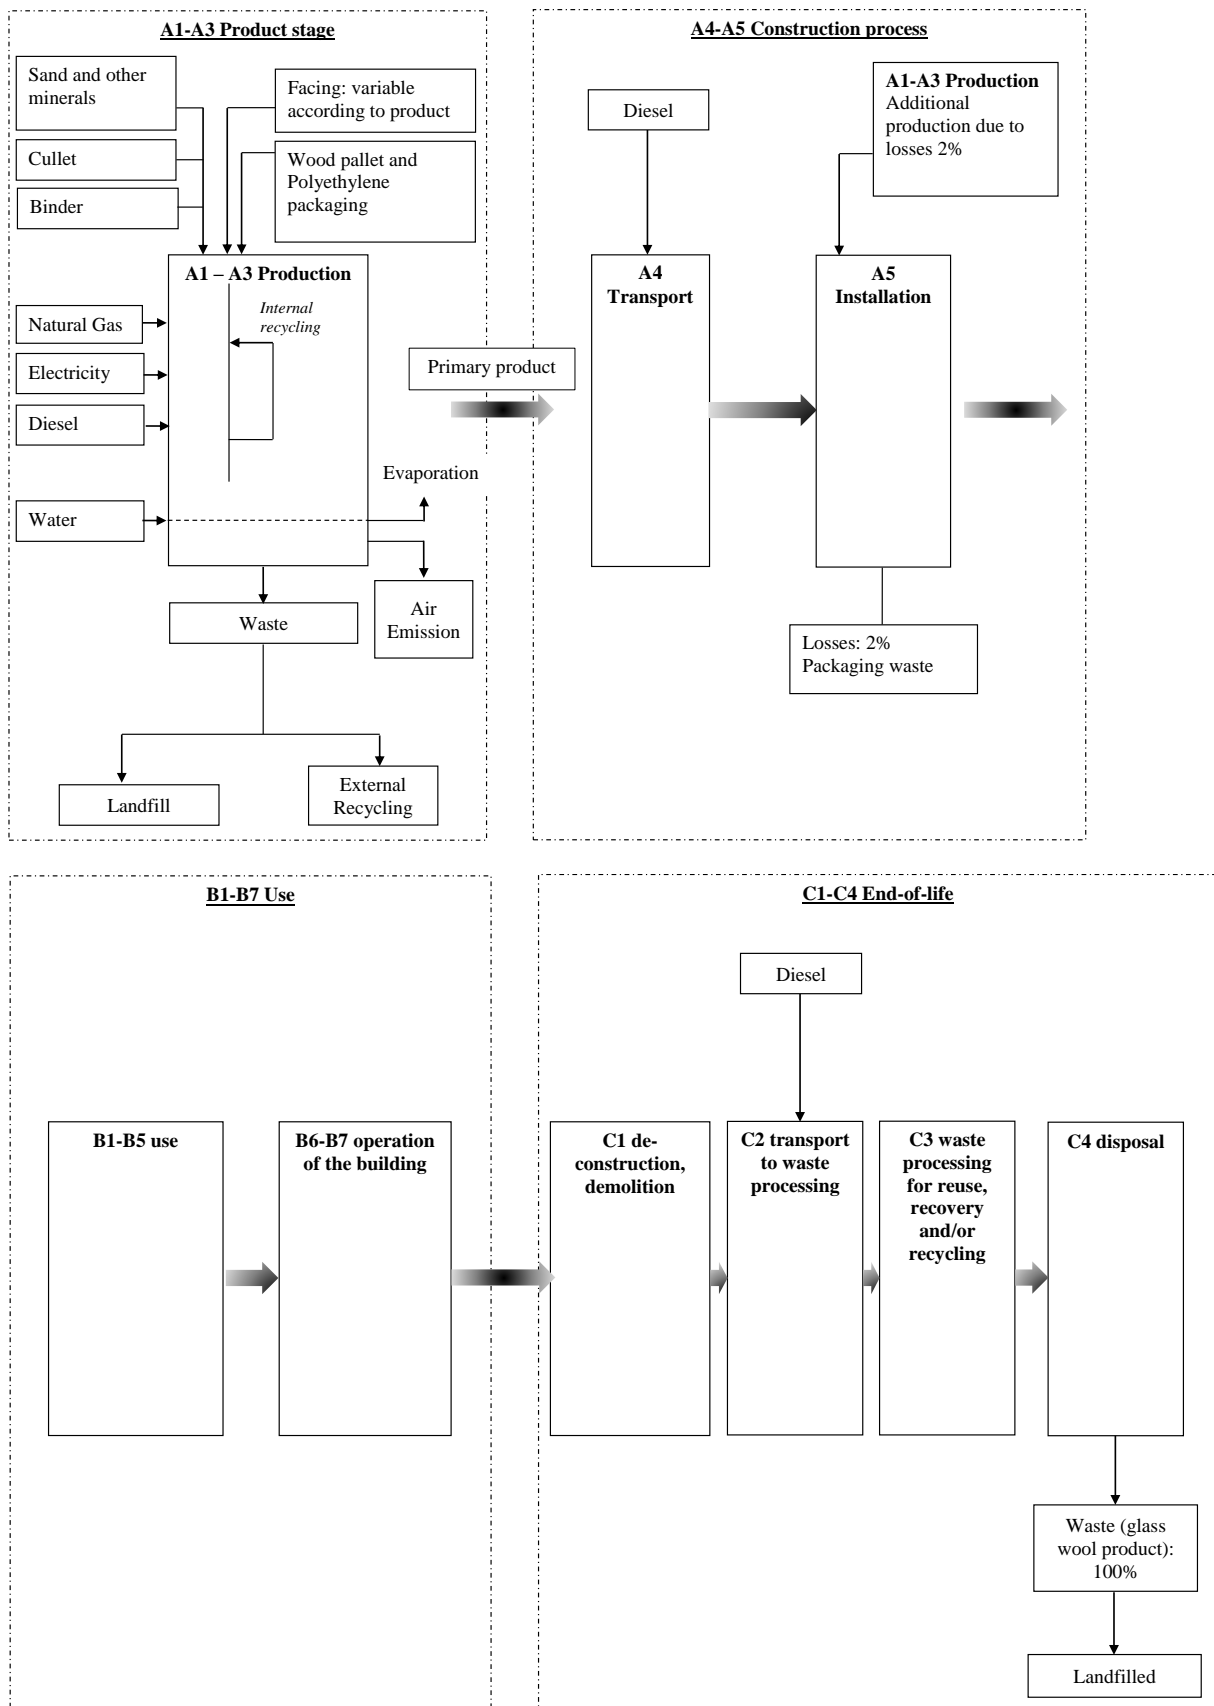 A1-A3 Product stage
Sand and other
minerals
Facing: variable
according to product
Cullet
Wood pallet and
Polyethylene
packaging
Binder
A1 – A3 Production
Internal
recycling
Natural Gas
Electricity
Diesel
Water
Evaporation
Air
Emission
Waste
Landfill
External
Recycling
Primary product
A4-A5 Construction process
Diesel
A1-A3 Production
Additional
production due to
losses 2%
A4
Transport
A5
Installation
Losses: 2%
Packaging waste
B1-B7 Use
B1-B5 use
B6-B7 operation
of the building
C1-C4 End-of-life
Diesel
C1 de-
construction,
demolition
C2 transport
to waste
processing
C3 waste
processing
for reuse,
recovery
and/or
recycling
C4 disposal
Waste (glass
wool product):
100%
Landfilled